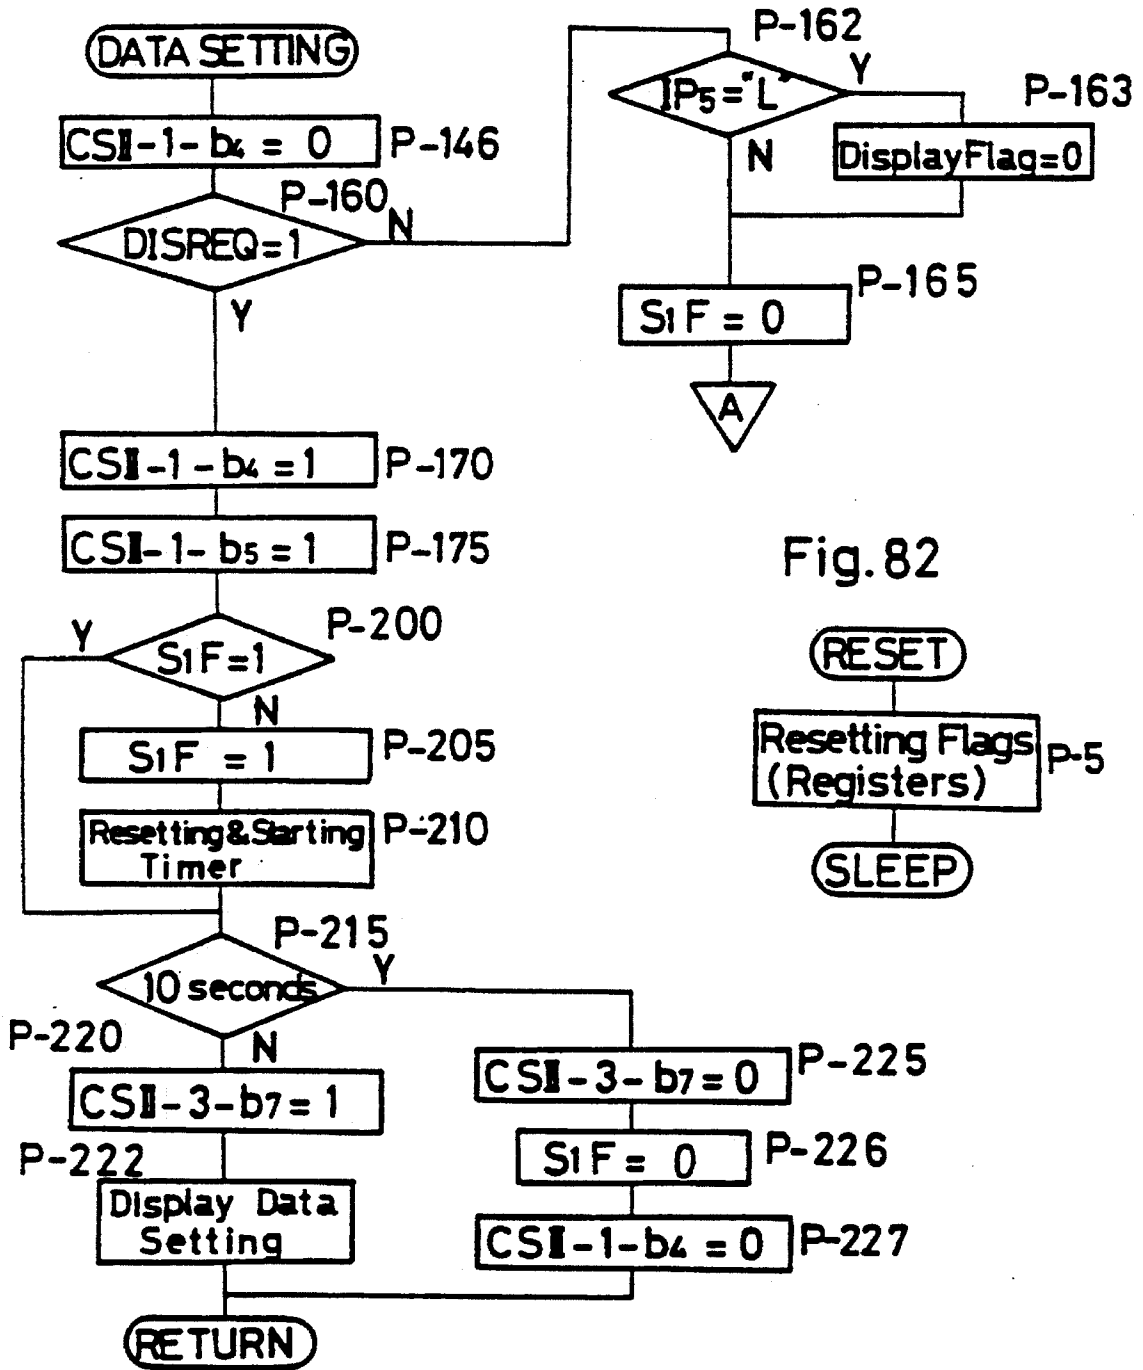 DATA SETTING
CSII-1-b4 = 0
P-146
P-160
DISREQ=1
N
Y
P-162
IP5="L"
Y
N
P-163
Display Flag=0
P-165
S1F = 0
A
CSII-1-b4 = 1
P-170
CSII-1-b5 = 1
P-175
P-200
S1F=1
Y
N
S1F = 1
P-205
Resetting&Starting
Timer
P-210
P-215
10 seconds
Y
N
P-220
CSII-3-b7=1
P-222
Display Data
Setting
CSII-3-b7=0
P-225
S1F = 0
P-226
CSII-1-b4 = 0
P-227
RETURN
Fig. 82
RESET
Resetting Flags
(Registers)
P-5
SLEEP